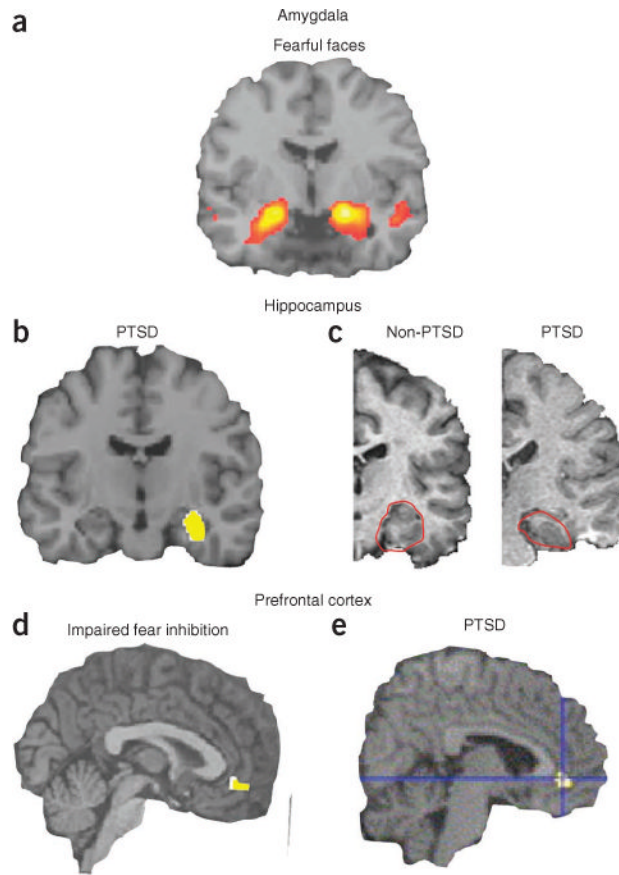 a
Amygdala
Fearful faces
Hippocampus
b
PTSD
c
Non-PTSD
PTSD
Prefrontal cortex
d
Impaired fear inhibition
e
PTSD